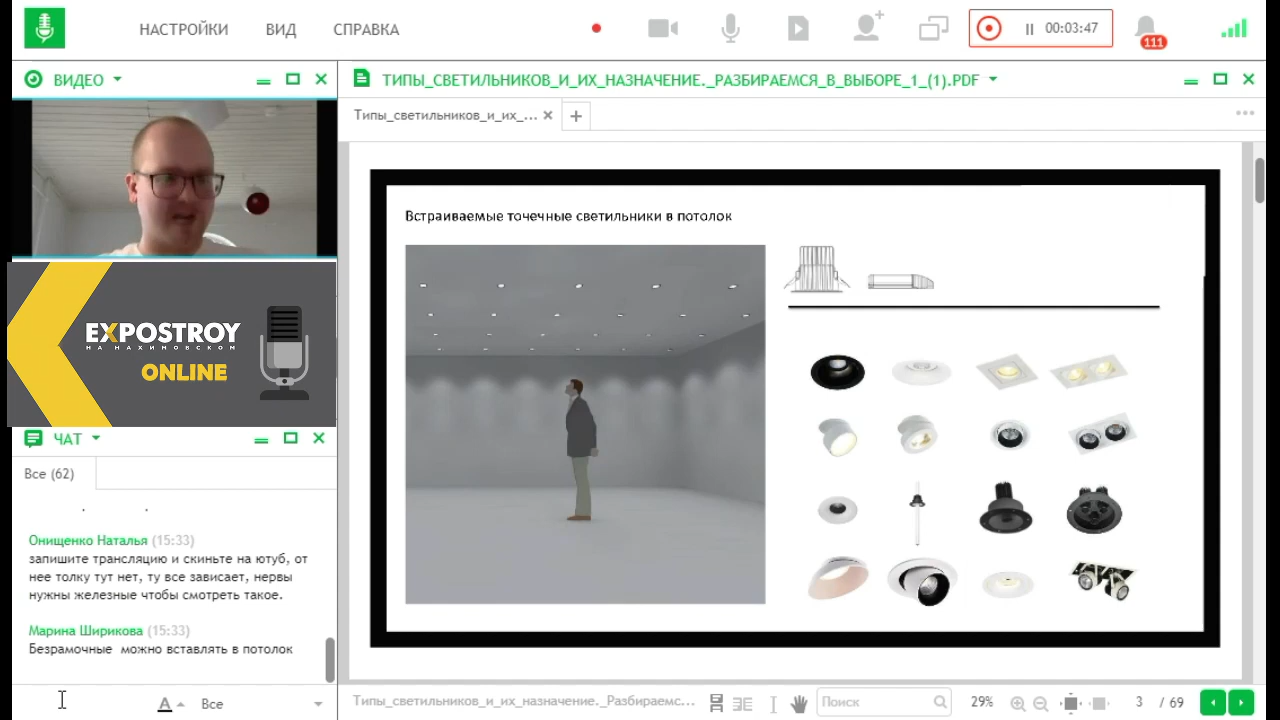 НАСТРОЙКИ ВИД СПРАВКА 00:03:47 111
ВИДЕО
ТИПЫ_СВЕТИЛЬНИКОВ_И_ИХ_НАЗНАЧЕНИЕ._РАЗБИРАЕМСЯ_В_ВЫБОРЕ_1_(1).PDF
Типы_светильников_и_их_...
Встраиваемые точечные светильники в потолок
EXPOSTROY
НА НАХИМОВСКОМ
ONLINE
ЧАТ
Все (62)
Онищенко Наталья (15:33)
запишите трансляцию и скиньте на ютуб, от
нее толку тут нет, ту все зависает, нервы
нужны железные чтобы смотреть такое.
Марина Ширикова (15:33)
Безрамочные можно вставлять в потолок
А Все
Типы_светильников_и_их_назначение._Разбираемс... Поиск 29% 3 / 69